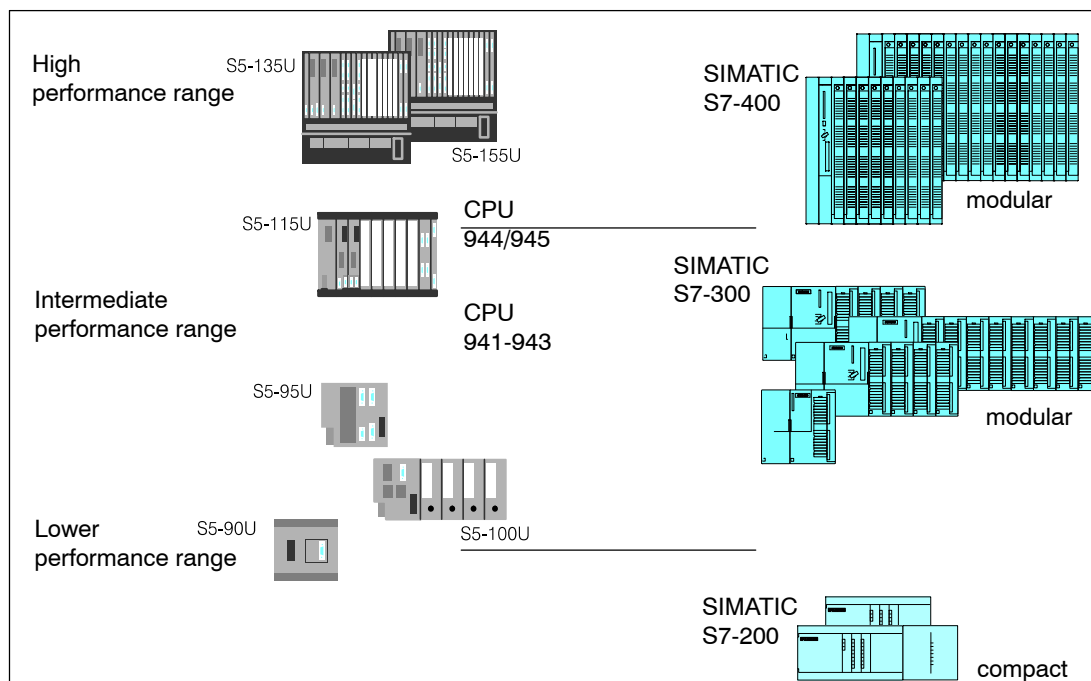 High
performance range
S5-135U
S5-155U
SIMATIC
S7-400
modular
S5-115U
CPU
944/945
Intermediate
performance range
CPU
941-943
SIMATIC
S7-300
modular
S5-95U
S5-100U
Lower
performance range
S5-90U
SIMATIC
S7-200
compact